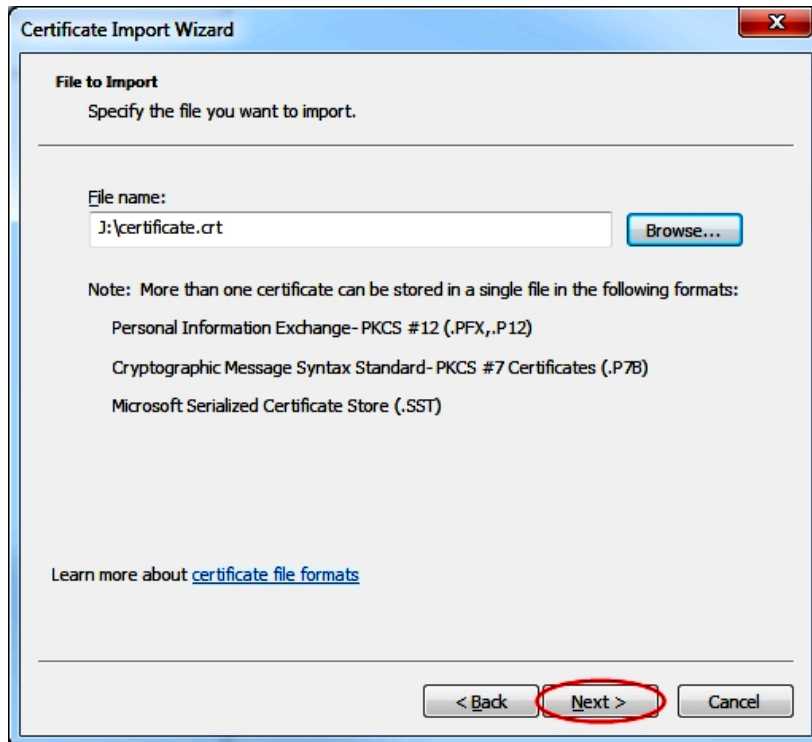 Certificate Import Wizard
File to Import
Specify the file you want to import.
File name:
J:\certificate.crt
Browse...
Note: More than one certificate can be stored in a single file in the following formats:
Personal Information Exchange- PKCS #12 (.PFX,.P12)
Cryptographic Message Syntax Standard- PKCS #7 Certificates (.P7B)
Microsoft Serialized Certificate Store (.SST)
Learn more about certificate file formats
< Back Next > Cancel